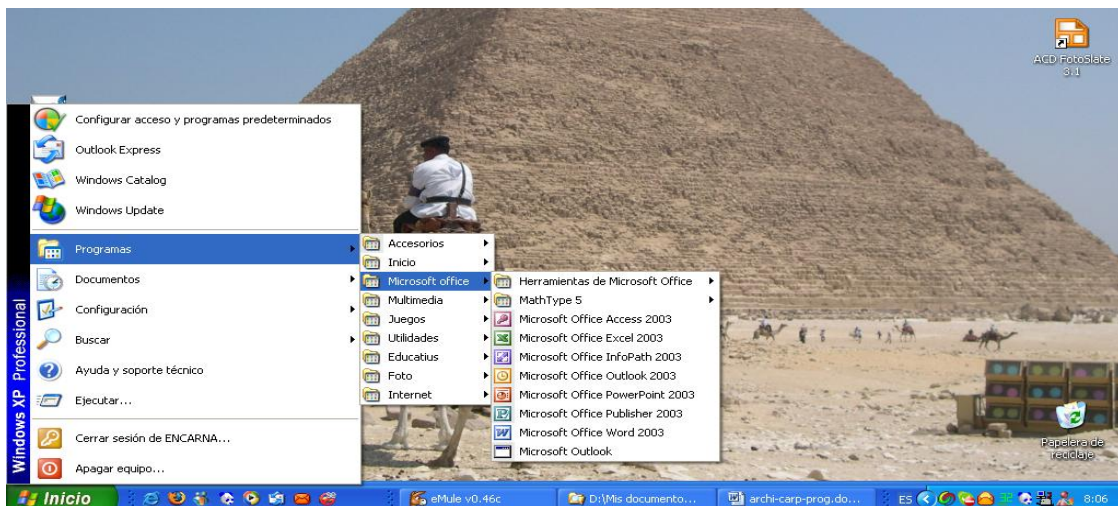 ACD FotoSlate
3.1
Configurar acceso y programas predeterminados
Outlook Express
Windows Catalog
Windows Update
Programas
Documentos
Configuración
Buscar
Ayuda y soporte técnico
Ejecutar...
Cerrar sesión de ENCARNA...
Apagar equipo...
Windows XP Professional
Accesorios
Inicio
Microsoft office
Multimedia
Juegos
Utilidades
Educatius
Foto
Internet
Herramientas de Microsoft Office
MathType 5
Microsoft Office Access 2003
Microsoft Office Excel 2003
Microsoft Office InfoPath 2003
Microsoft Office Outlook 2003
Microsoft Office PowerPoint 2003
Microsoft Office Publisher 2003
Microsoft Office Word 2003
Microsoft Outlook
Papelera de
reciclaje
Inicio
eMule v0.46c
D:\Mis documento...
archi-carp-prog.do...
ES
8:06